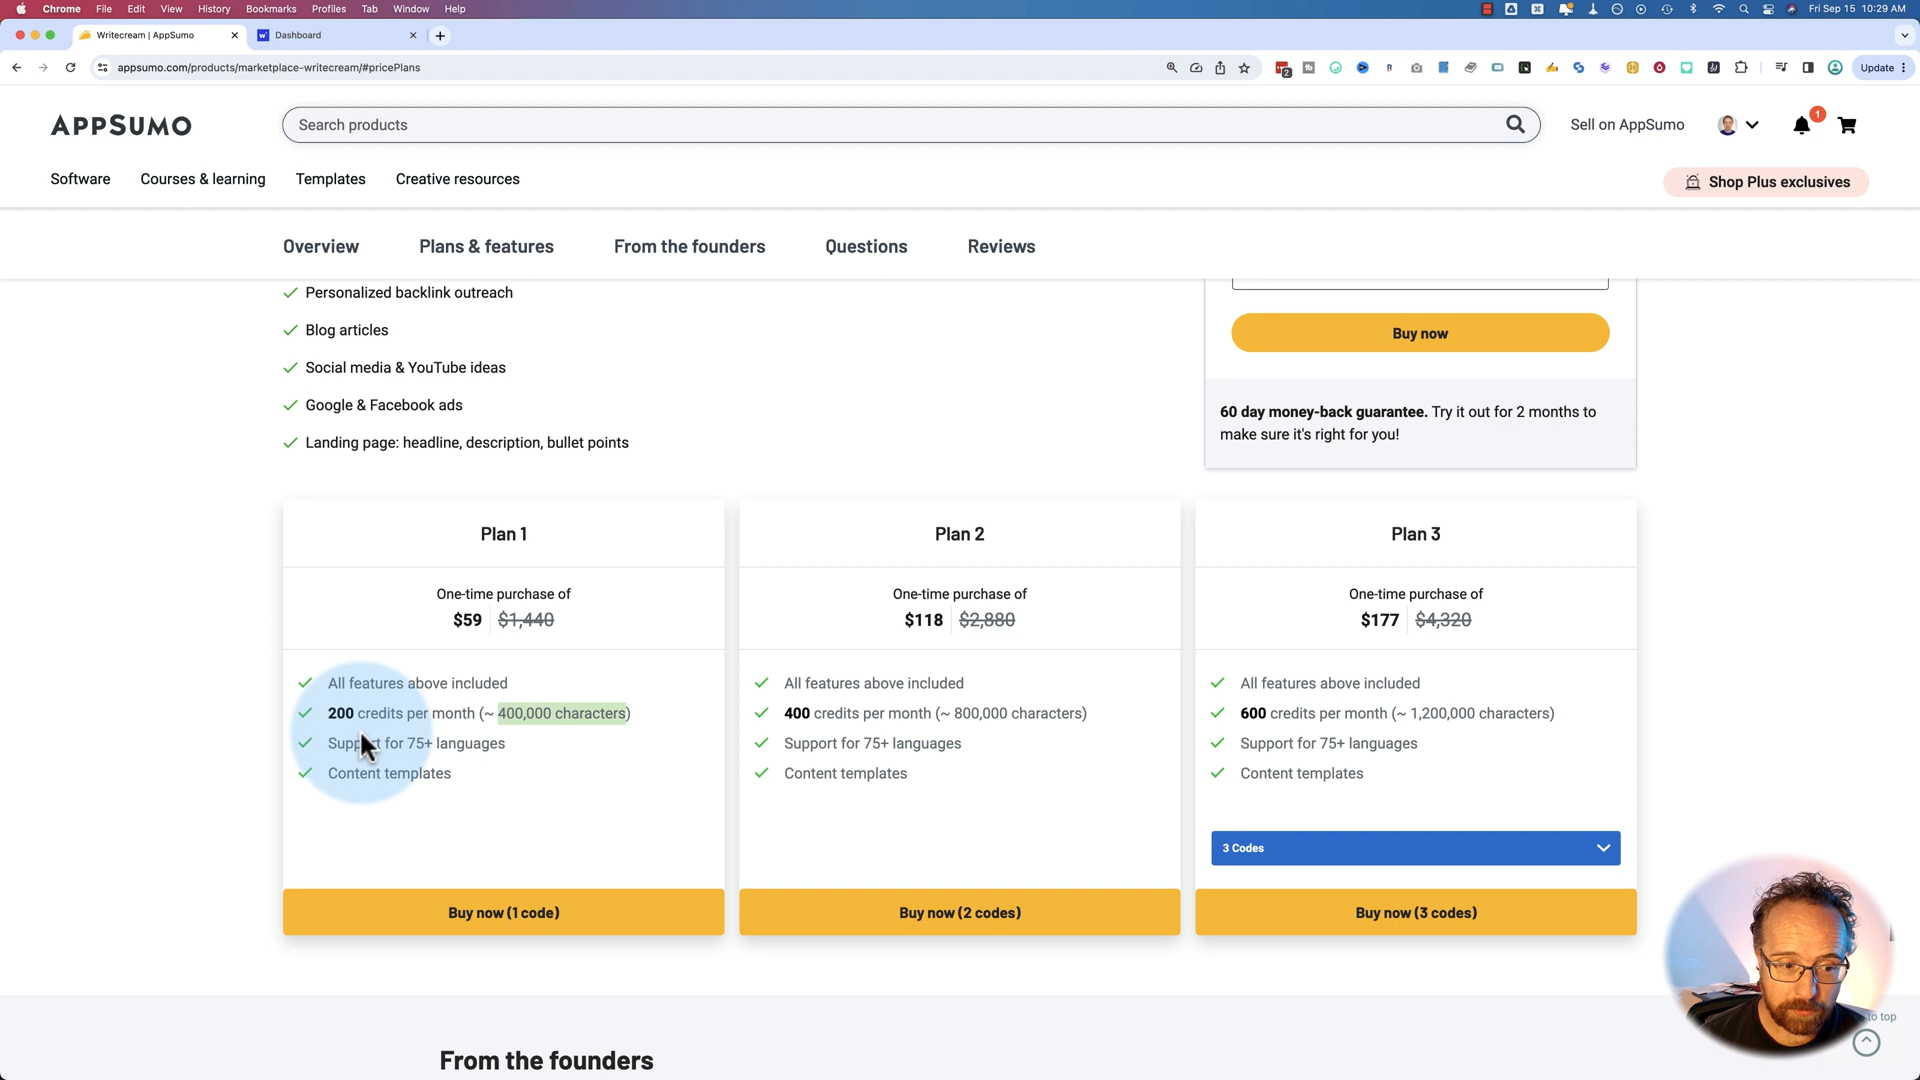 Chrome File Edit View History Bookmarks Profiles Tab Window Help
Fri Sep 15 10:29 AM
Writecream | AppSumo
Dashboard
appsumo.com/products/marketplace-writecream/#pricePlans
2
Update
APPSUMO
Search products
Sell on AppSumo
1
Software Courses & learning Templates Creative resources
Shop Plus exclusives
Overview Plans & features From the founders Questions Reviews
Personalized backlink outreach
Blog articles
Social media & YouTube ideas
Google & Facebook ads
Landing page: headline, description, bullet points
Buy now
60 day money-back guarantee. Try it out for 2 months to
make sure it's right for you!
Plan 1
One-time purchase of
$59 $1,440
All features above included
200 credits per month (~ 400,000 characters)
Support for 75+ languages
Content templates
Buy now (1 code)
Plan 2
One-time purchase of
$118 $2,880
All features above included
400 credits per month (~ 800,000 characters)
Support for 75+ languages
Content templates
Buy now (2 codes)
Plan 3
One-time purchase of
$177 $4,320
All features above included
600 credits per month (~ 1,200,000 characters)
Support for 75+ languages
Content templates
3 Codes
Buy now (3 codes)
to top
From the founders